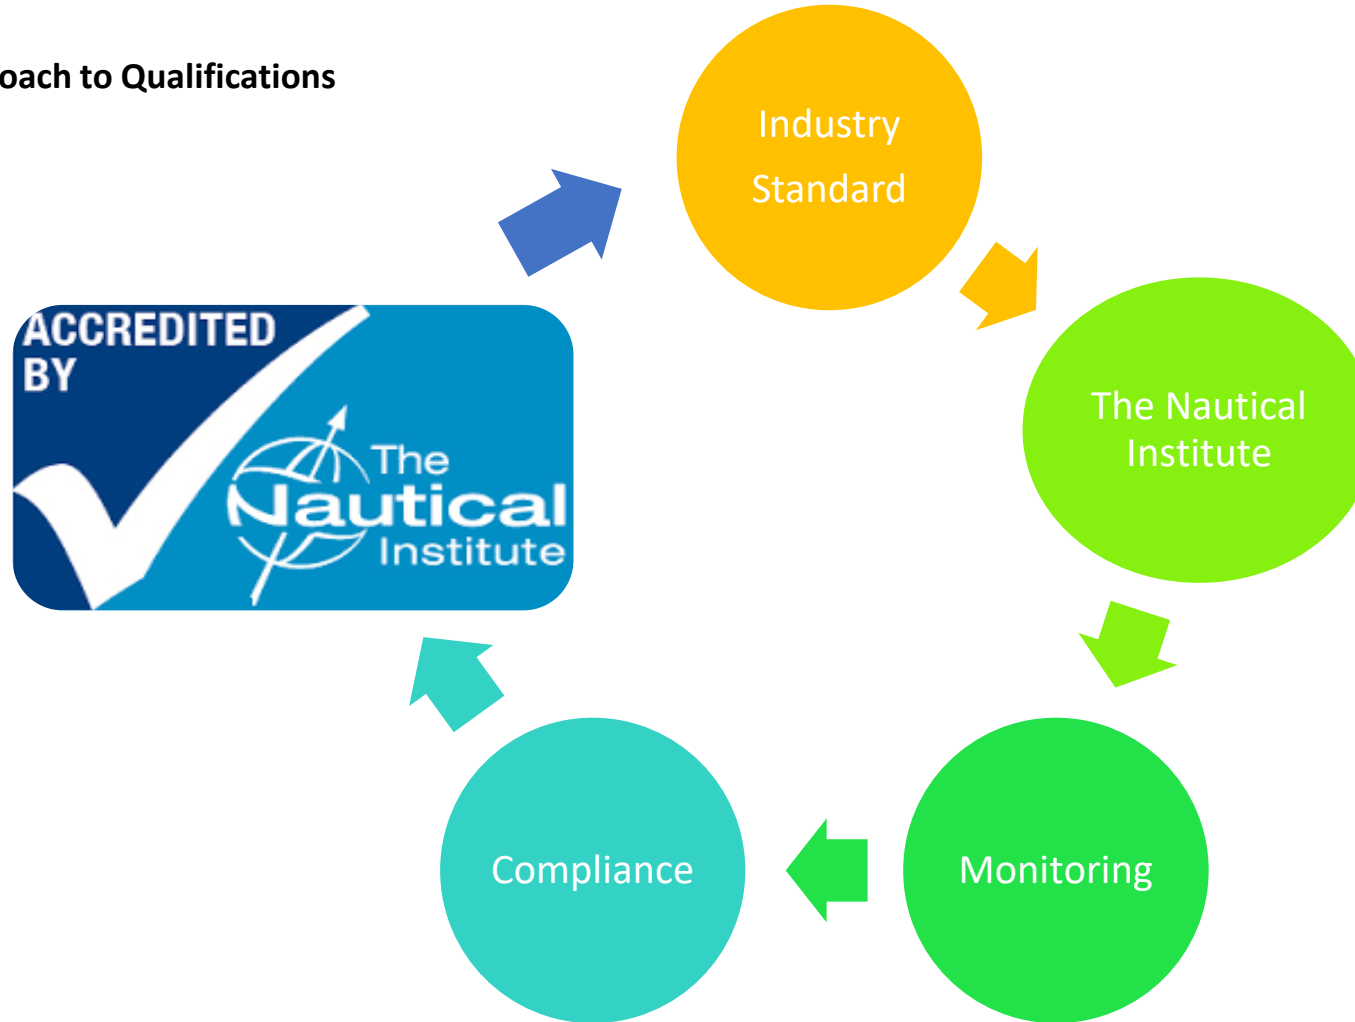 oach to Qualifications
Industry
Standard
The Nautical
Institute
Monitoring
Compliance
ACCREDITED
BY
The
Nautical
Institute